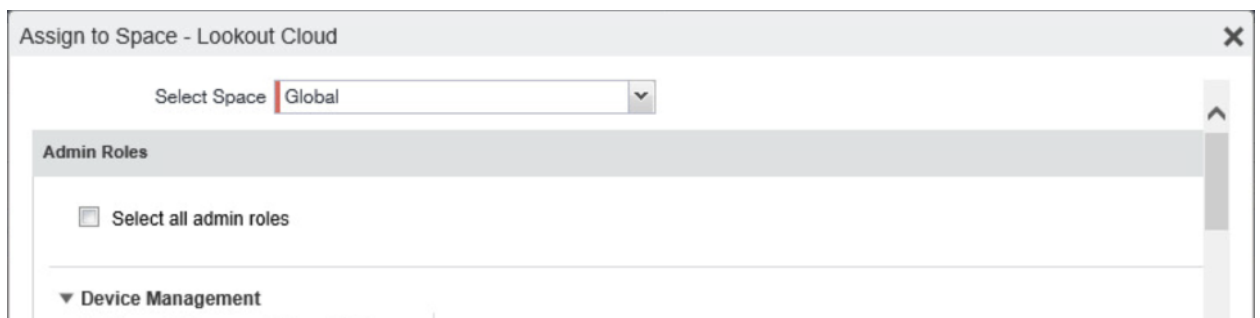 Assign to Space - Lookout Cloud
Select Space Global
Admin Roles
Select all admin roles
Device Management